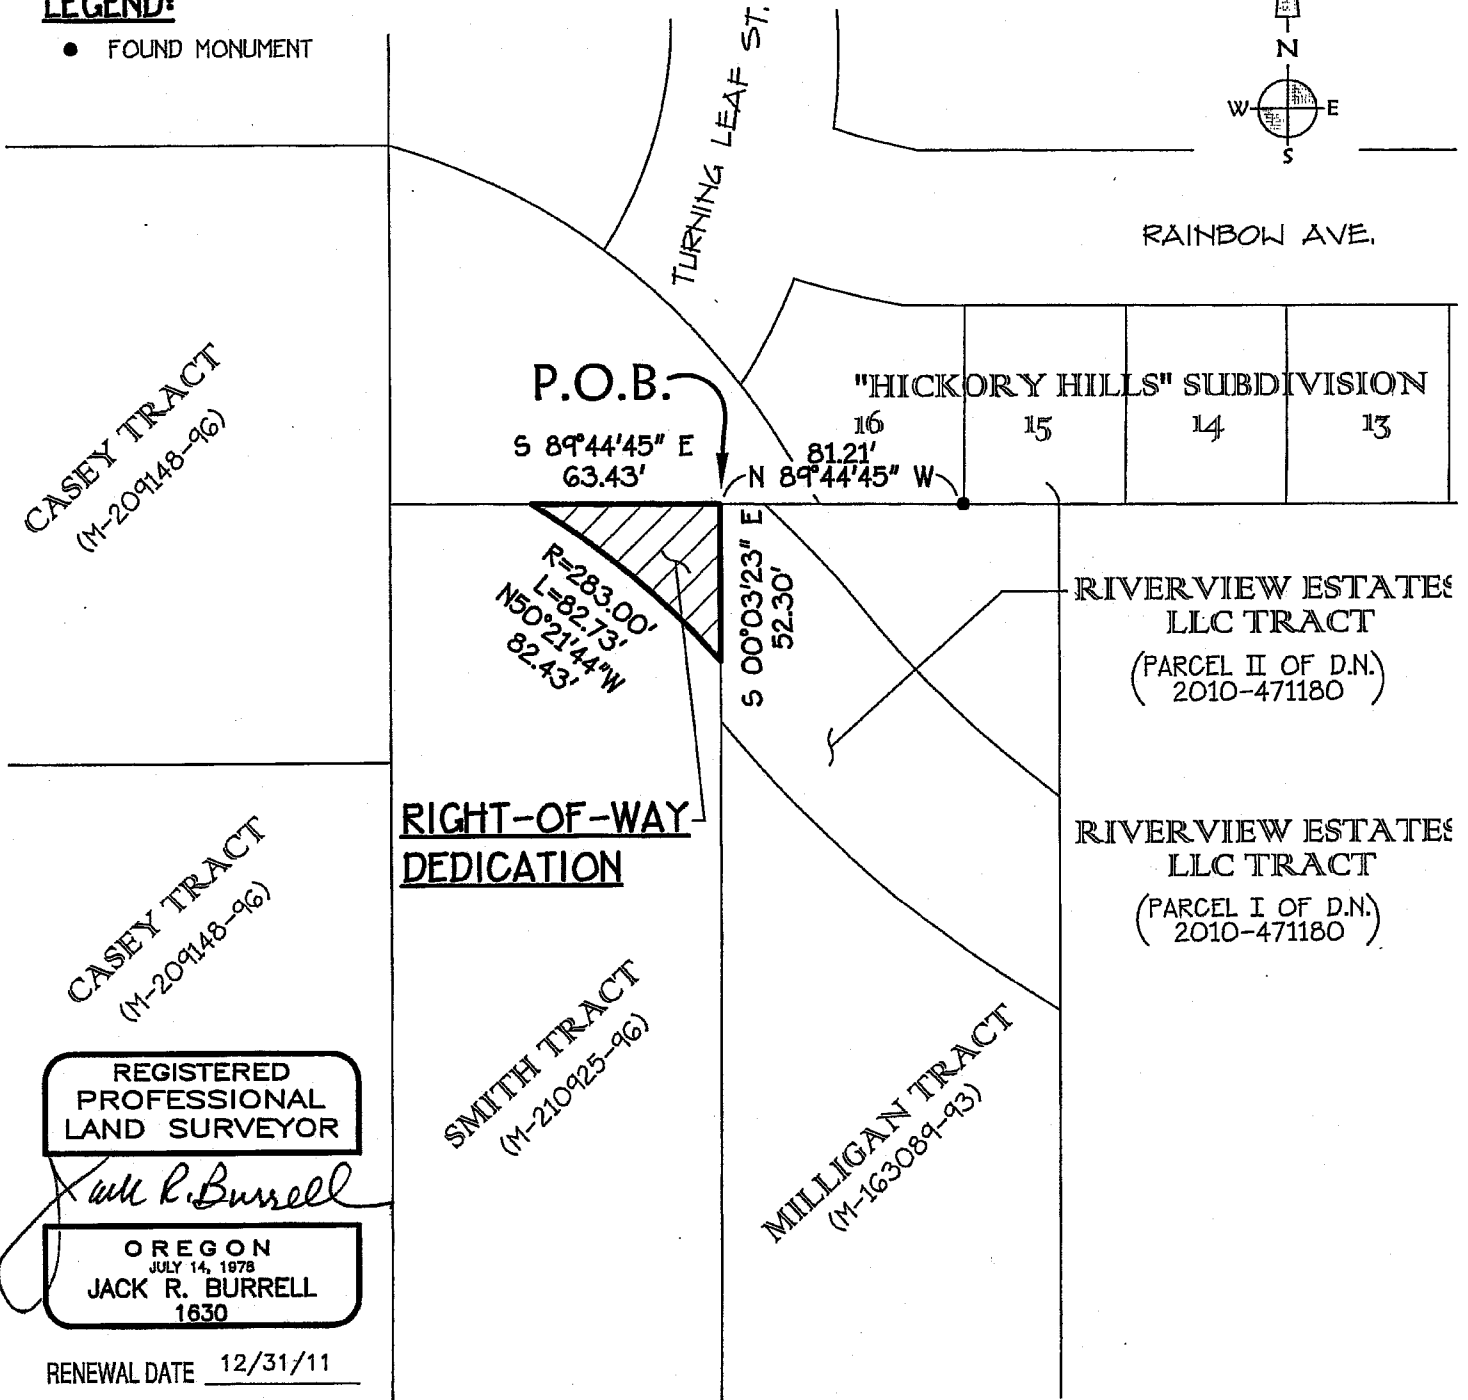 LEGEND:
● FOUND MONUMENT
N
W E
S
TURNING LEAF ST.
RAINBOW AVE.
CASEY TRACT
(M-209148-96)
P.O.B.
"HICKORY HILLS" SUBDIVISION
16 15 14 13
S 89°44'45" E
63.43'
81.21'
N 89°44'45" W
S 00°03'23" E
52.30'
R=283.00'
L=82.73'
N50°21'44"W
82.43'
RIVERVIEW ESTATES
LLC TRACT
(PARCEL II OF D.N.)
2010-471180
RIGHT-OF-WAY
DEDICATION
RIVERVIEW ESTATES
LLC TRACT
(PARCEL I OF D.N.)
2010-471180
CASEY TRACT
(M-209148-96)
SMITH TRACT
(M-210925-96)
MILLIGAN TRACT
(M-163089-93)
REGISTERED
PROFESSIONAL
LAND SURVEYOR
Jack R. Burrell
OREGON
JULY 14, 1978
JACK R. BURRELL
1630
RENEWAL DATE 12/31/11